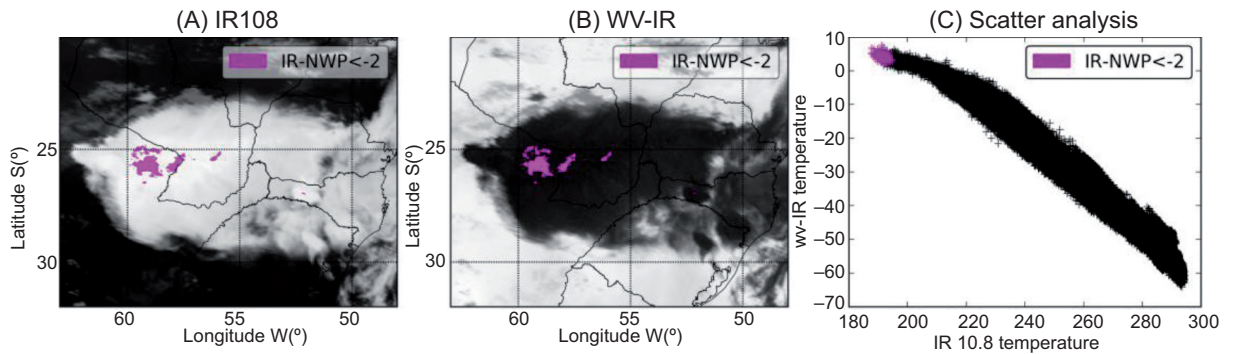 (A) IR108
IR-NWP<-2
25
30
Latitude S(º)
60
55
50
Longitude W(º)
(B) WV-IR
IR-NWP<-2
25
30
Latitude S(º)
60
55
50
Longitude W(º)
(C) Scatter analysis
IR-NWP<-2
10
0
−10
−20
−30
−40
−50
−60
−70
wv-IR temperature
180
200
220
240
260
280
300
IR 10.8 temperature